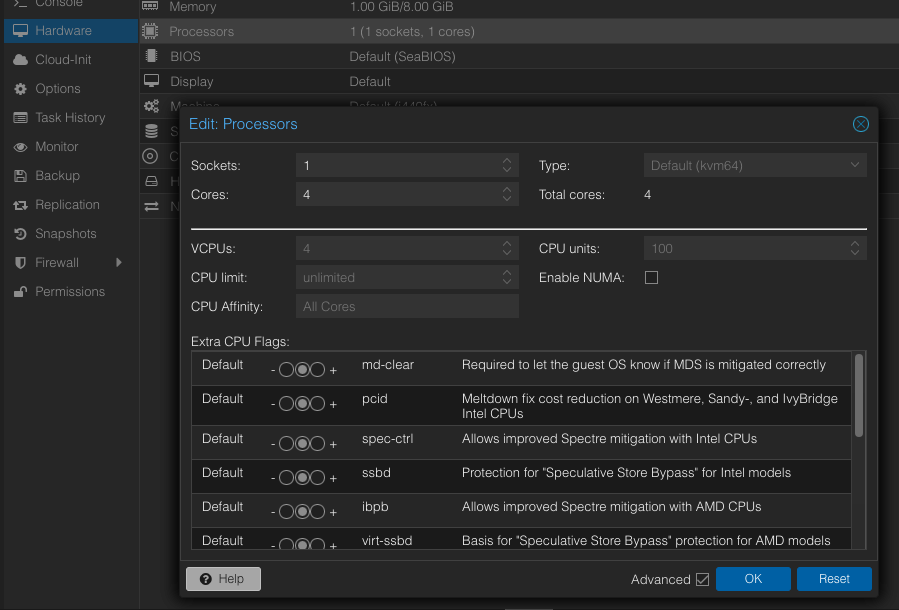 Console
Memory 1.00 GiB/8.00 GiB
Hardware
Processors 1 (1 sockets, 1 cores)
BIOS Default (SeaBIOS)
Cloud-Init
Display Default
Options
Machine Default (i440fx)
Task History
Monitor
Backup
Replication
Snapshots
Firewall
Permissions
S
C
H
N
Edit: Processors
Sockets: 1 Type: Default (kvm64)
Cores: 4 Total cores: 4
VCPUs: 4 CPU units: 100
CPU limit: unlimited Enable NUMA:
CPU Affinity: All Cores
Extra CPU Flags:
Default - + md-clear Required to let the guest OS know if MDS is mitigated correctly
Default - + pcid Meltdown fix cost reduction on Westmere, Sandy-, and IvyBridge
Intel CPUs
Default - + spec-ctrl Allows improved Spectre mitigation with Intel CPUs
Default - + ssbd Protection for "Speculative Store Bypass" for Intel models
Default - + ibpb Allows improved Spectre mitigation with AMD CPUs
Default - + virt-ssbd Basis for "Speculative Store Bypass" protection for AMD models
Help Advanced OK Reset